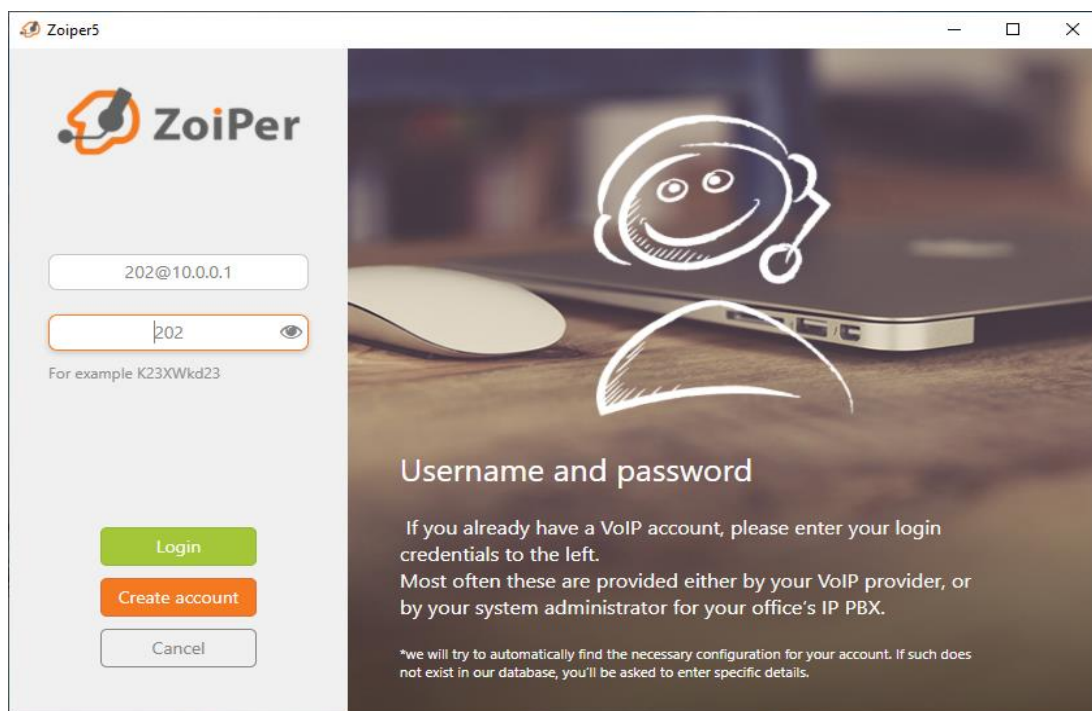 Zoiper5
ZoiPer
202@10.0.0.1
202
For example K23XWkd23
Login
Create account
Cancel
Username and password
If you already have a VoIP account, please enter your login
credentials to the left.
Most often these are provided either by your VoIP provider, or
by your system administrator for your office's IP PBX.
*we will try to automatically find the necessary configuration for your account. If such does
not exist in our database, you'll be asked to enter specific details.